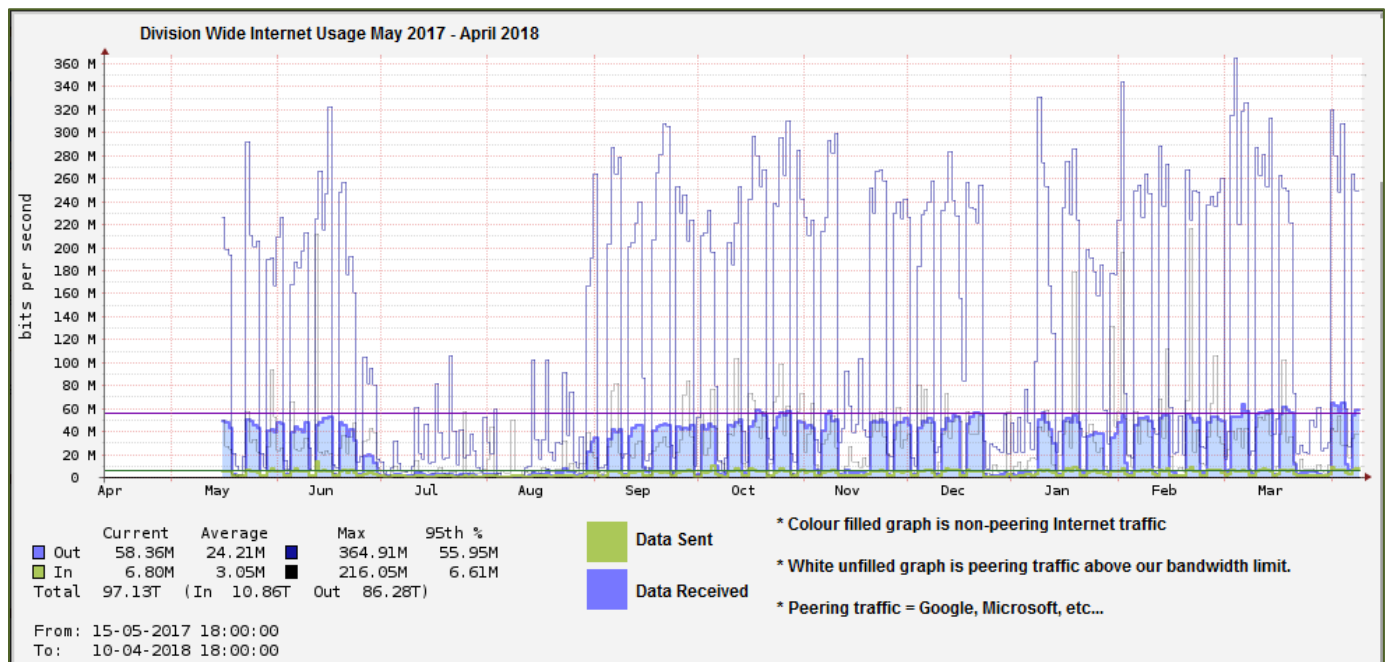 Division Wide Internet Usage May 2017 - April 2018
bits per second
360 M
340 M
320 M
300 M
280 M
260 M
240 M
220 M
200 M
180 M
160 M
140 M
120 M
100 M
80 M
60 M
40 M
20 M
0
Apr May Jun Jul Aug Sep Oct Nov Dec Jan Feb Mar
Current Average Max 95th %
Out 58.36M 24.21M 364.91M 55.95M
In 6.80M 3.05M 216.05M 6.61M
Total 97.13T (In 10.86T Out 86.28T)
From: 15-05-2017 18:00:00
To: 10-04-2018 18:00:00
Data Sent
Data Received
* Colour filled graph is non-peering Internet traffic
* White unfilled graph is peering traffic above our bandwidth limit.
* Peering traffic = Google, Microsoft, etc...